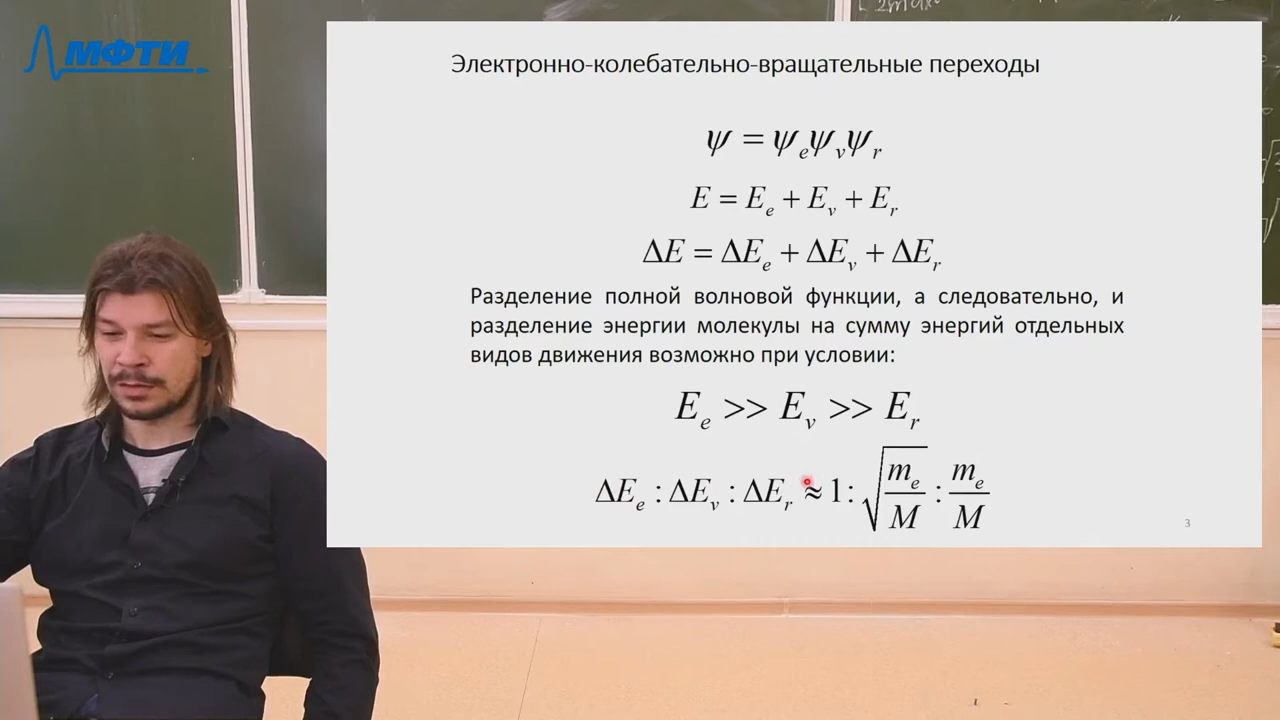 МФТИ
Электронно-колебательно-вращательные переходы
ψ = ψ_e ψ_v ψ_r
E = E_e + E_v + E_r
ΔE = ΔE_e + ΔE_v + ΔE_r
Разделение полной волновой функции, а следовательно, и
разделение энергии молекулы на сумму энергий отдельных
видов движения возможно при условии:
E_e >> E_v >> E_r
ΔE_e : ΔE_v : ΔE_r ≈ 1 : √(m_e/M) : m_e/M
3